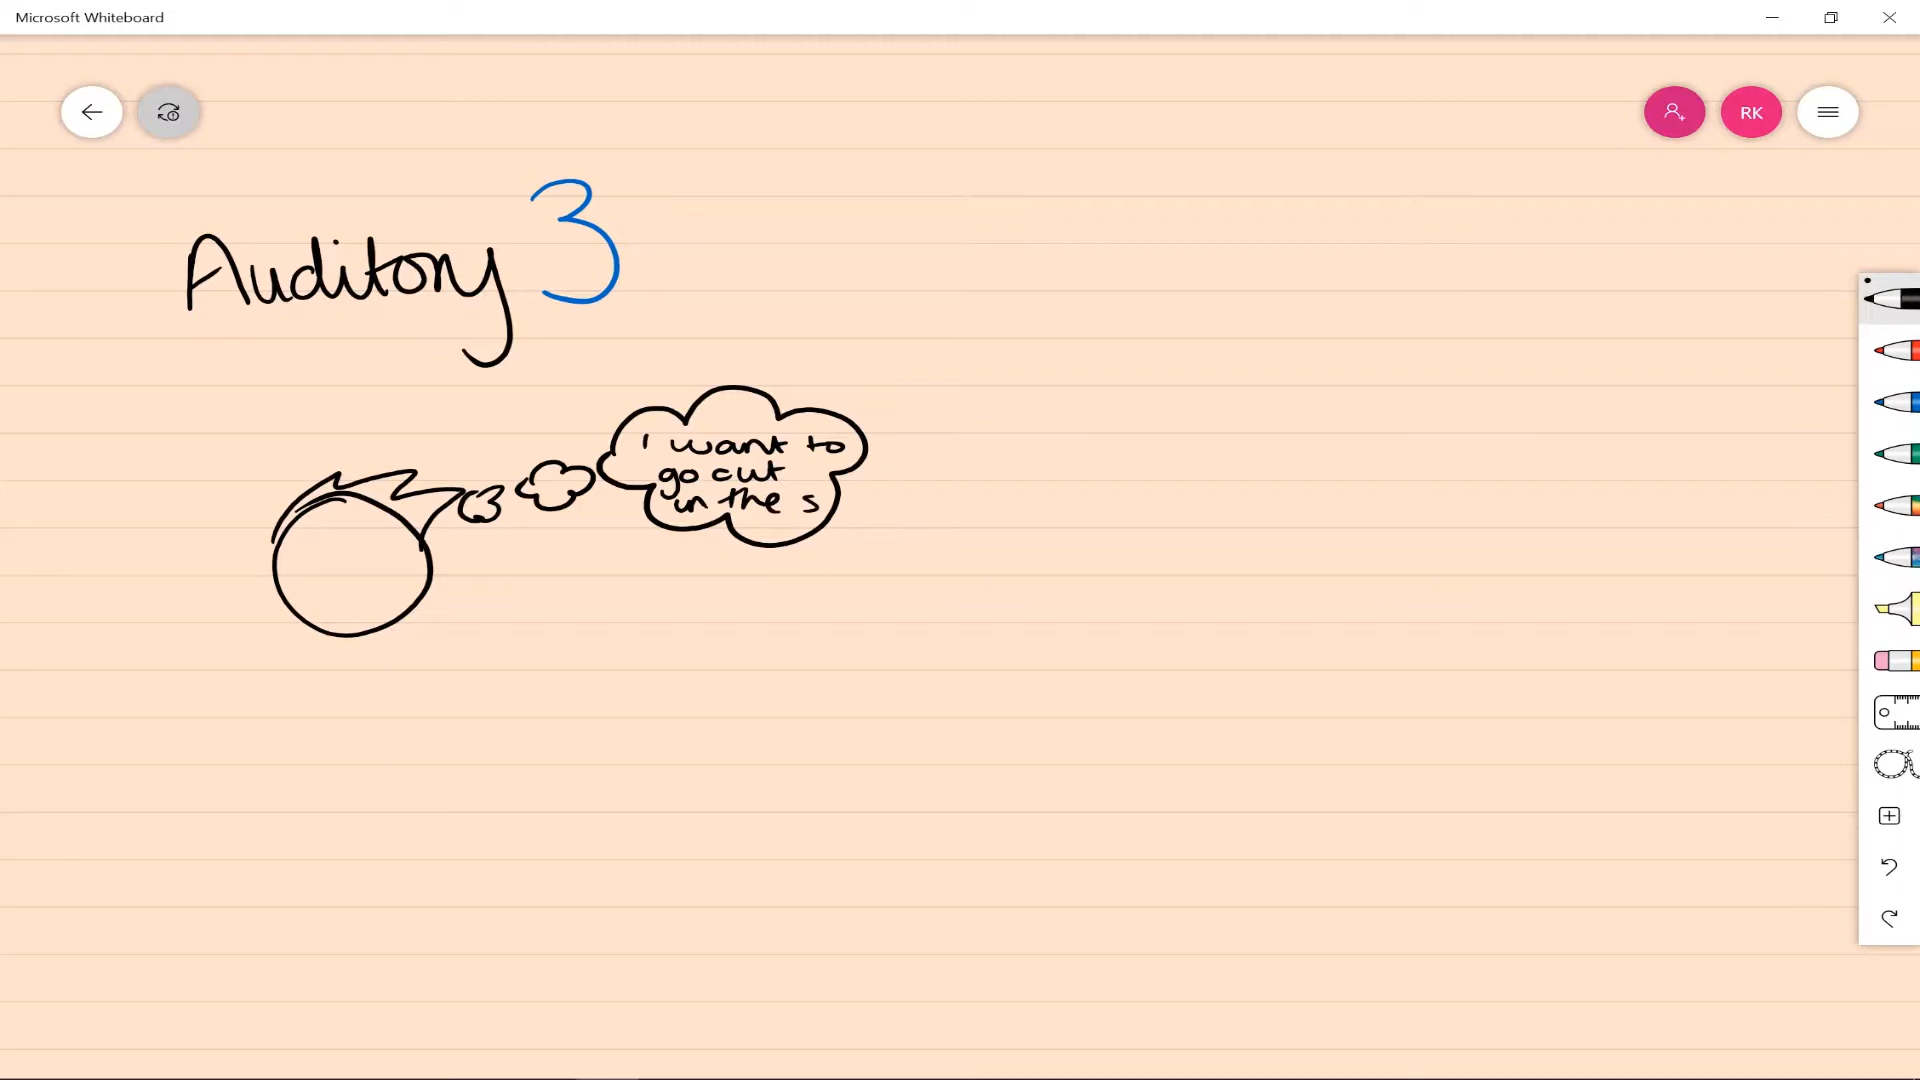 Microsoft Whiteboard
RK
Auditory 3
I want to
go out
in the s